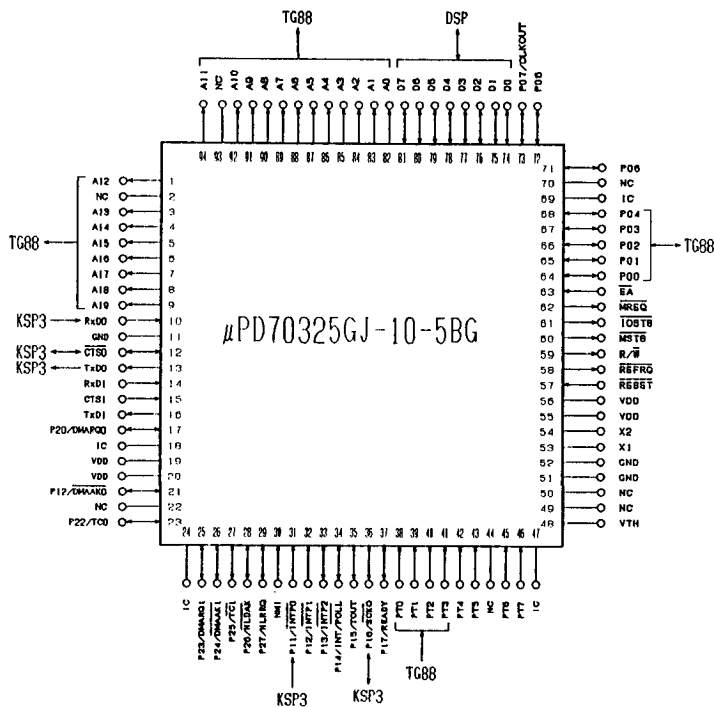 TG88
DSP
A11
NC
A10
A9
A8
A7
A6
A5
A4
A3
A2
A1
A0
D7
D6
D5
D4
D3
D2
D1
D0
P07/CLKOUT
94 93 92 91 90 89 88 87 86 85 84 83 82 81 80 79 78 77 76 75 74 73 72
TG88
A12 1
NC 2
A13 3
A14 4
A15 5
A16 6
A17 7
A18 8
A19 9
KSP3 RxD0 10
GND 11
KSP3 CTS0 12
KSP3 TxD0 13
RxD1 14
CTS1 15
TxD1 16
P20/DMARQ0 17
IC 18
VDD 19
VDD 20
P12/DMAAK0 21
NC 22
P22/TC0 23
µPD70325GJ-10-5BG
71 P06
70 NC
69 IC
68 P04
67 P03
66 P02
65 P01
64 P00
TG88
63 EA
62 MREQ
61 IOSTB
60 MSTB
59 R/W
58 REFRQ
57 RESET
56 VDD
55 VDD
54 X2
53 X1
52 GND
51 GND
50 NC
49 NC
48 VTH
24 25 26 27 28 29 30 31 32 33 34 35 36 37 38 39 40 41 42 43 44 45 46 47
IC
P23/DMARQ1
P24/DMAAK1
P25/TC1
P26/HLDAK
P27/HLRRQ
NMI
P11/INTP0
P12/INTP1
P13/INTP2
P14/INT/POLL
P15/TOUT
P16/SCKO
P17/READY
PT0
PT1
PT2
PT3
PT4
PT5
NC
PT6
PT7
IC
KSP3
KSP3
TG88